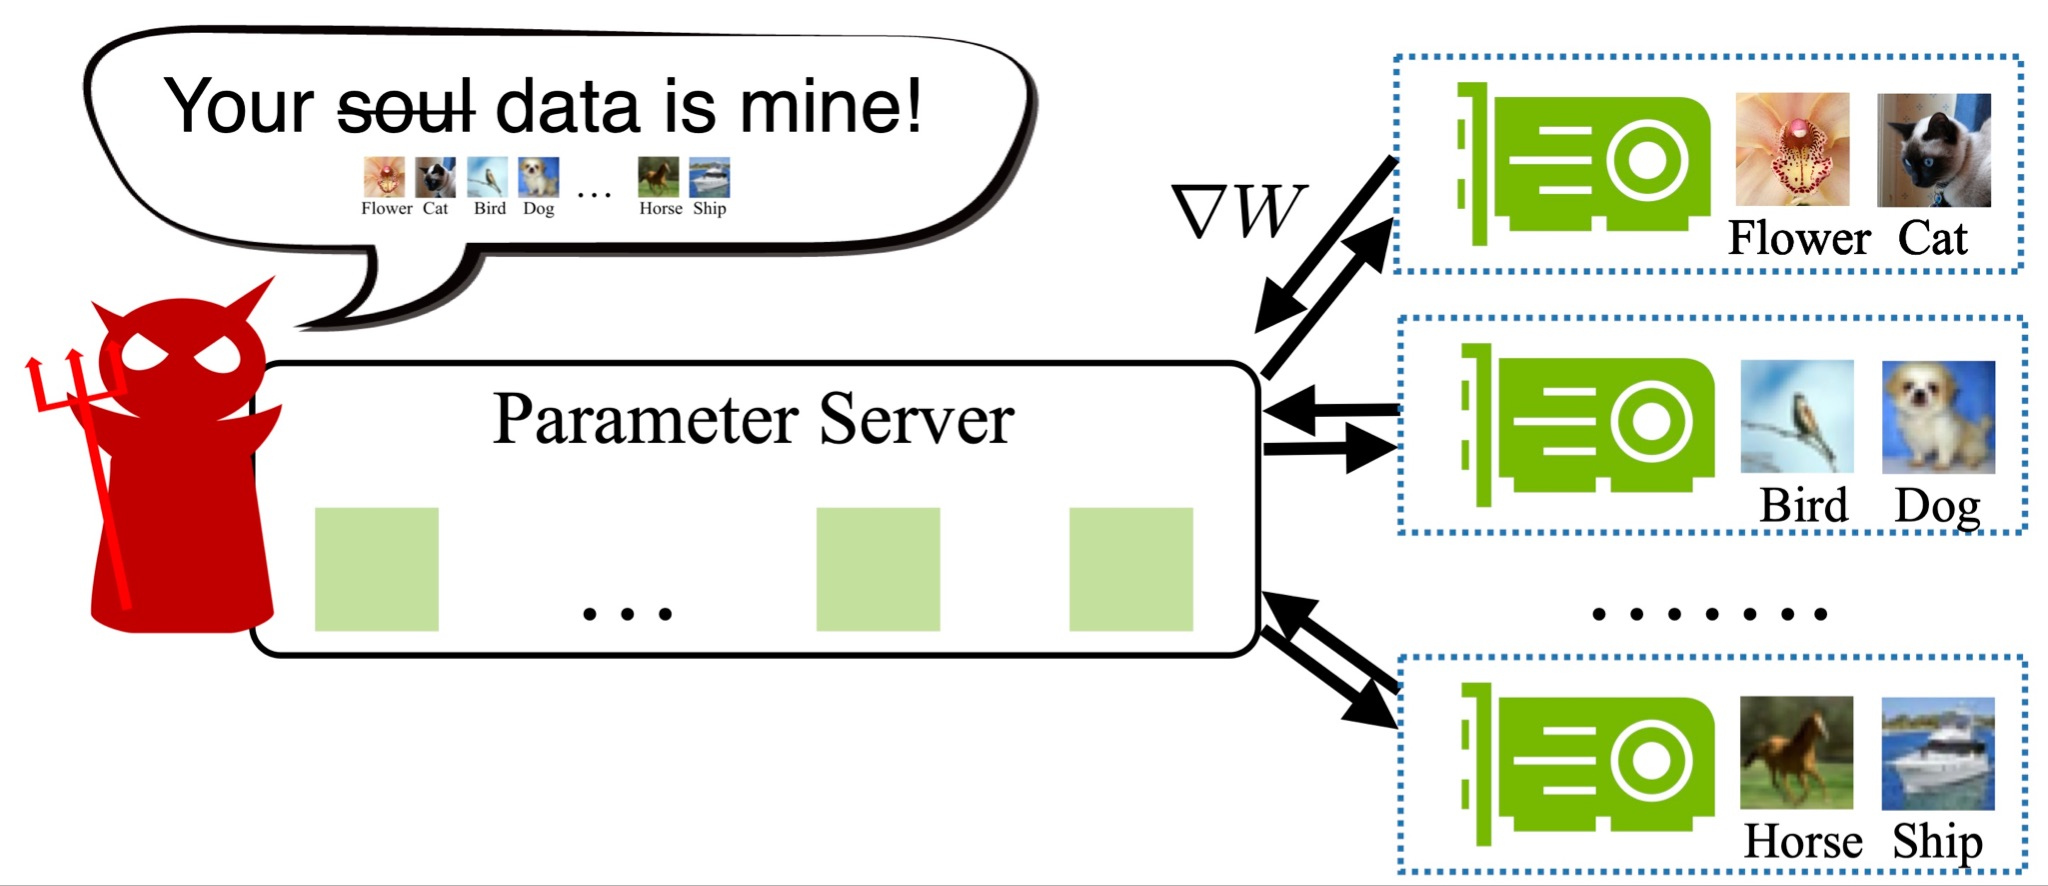 Your soul data is mine!
Flower Cat Bird Dog ... Horse Ship
∇W
Flower Cat
Parameter Server
Bird Dog
...
.......
Horse Ship